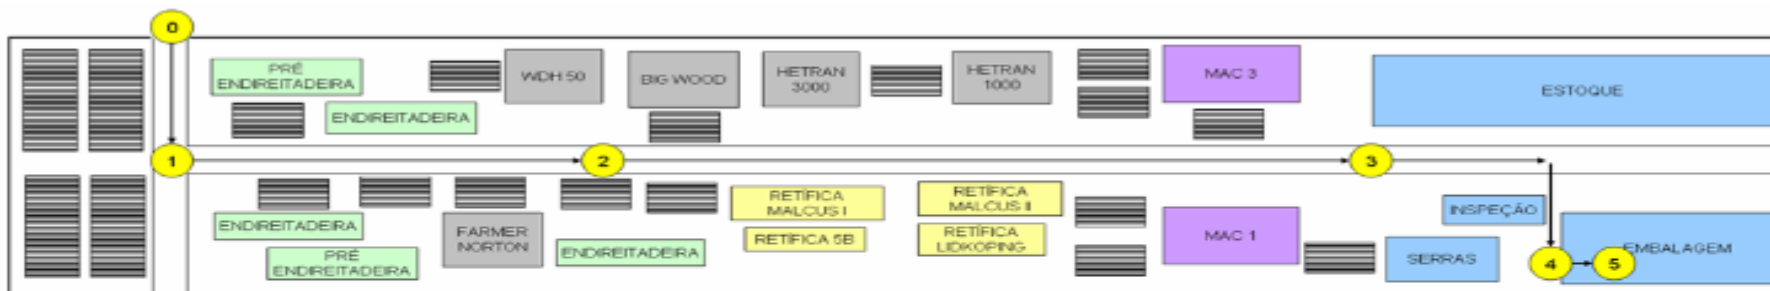 0
PRÉ
ENDIREITADEIRA
ENDIREITADEIRA
WDH 50
BIG WOOD
HETRAN
3000
HETRAN
1000
MAC 3
ESTOQUE
1
2
3
ENDIREITADEIRA
PRÉ
ENDIREITADEIRA
FARMER
NORTON
ENDIREITADEIRA
RETÍFICA
MALCUS I
RETÍFICA 5B
RETÍFICA
MALCUS II
RETÍFICA
LIDKOPING
MAC 1
INSPEÇÃO
SERRAS
EMBALAGEM
4
5